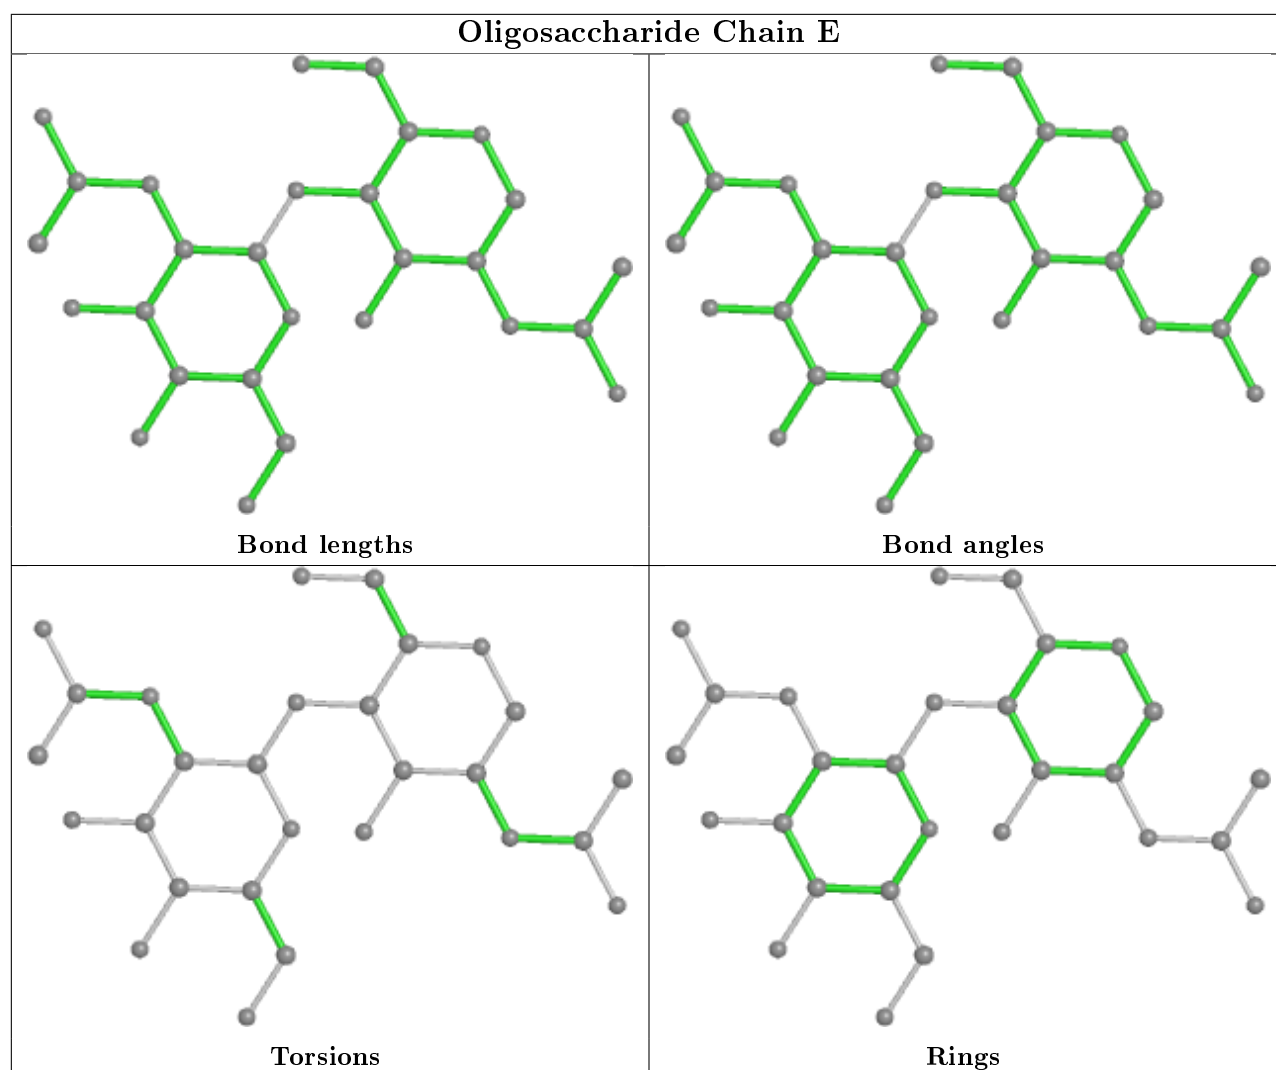 Oligosaccharide Chain E
Bond lengths
Bond angles
Torsions
Rings